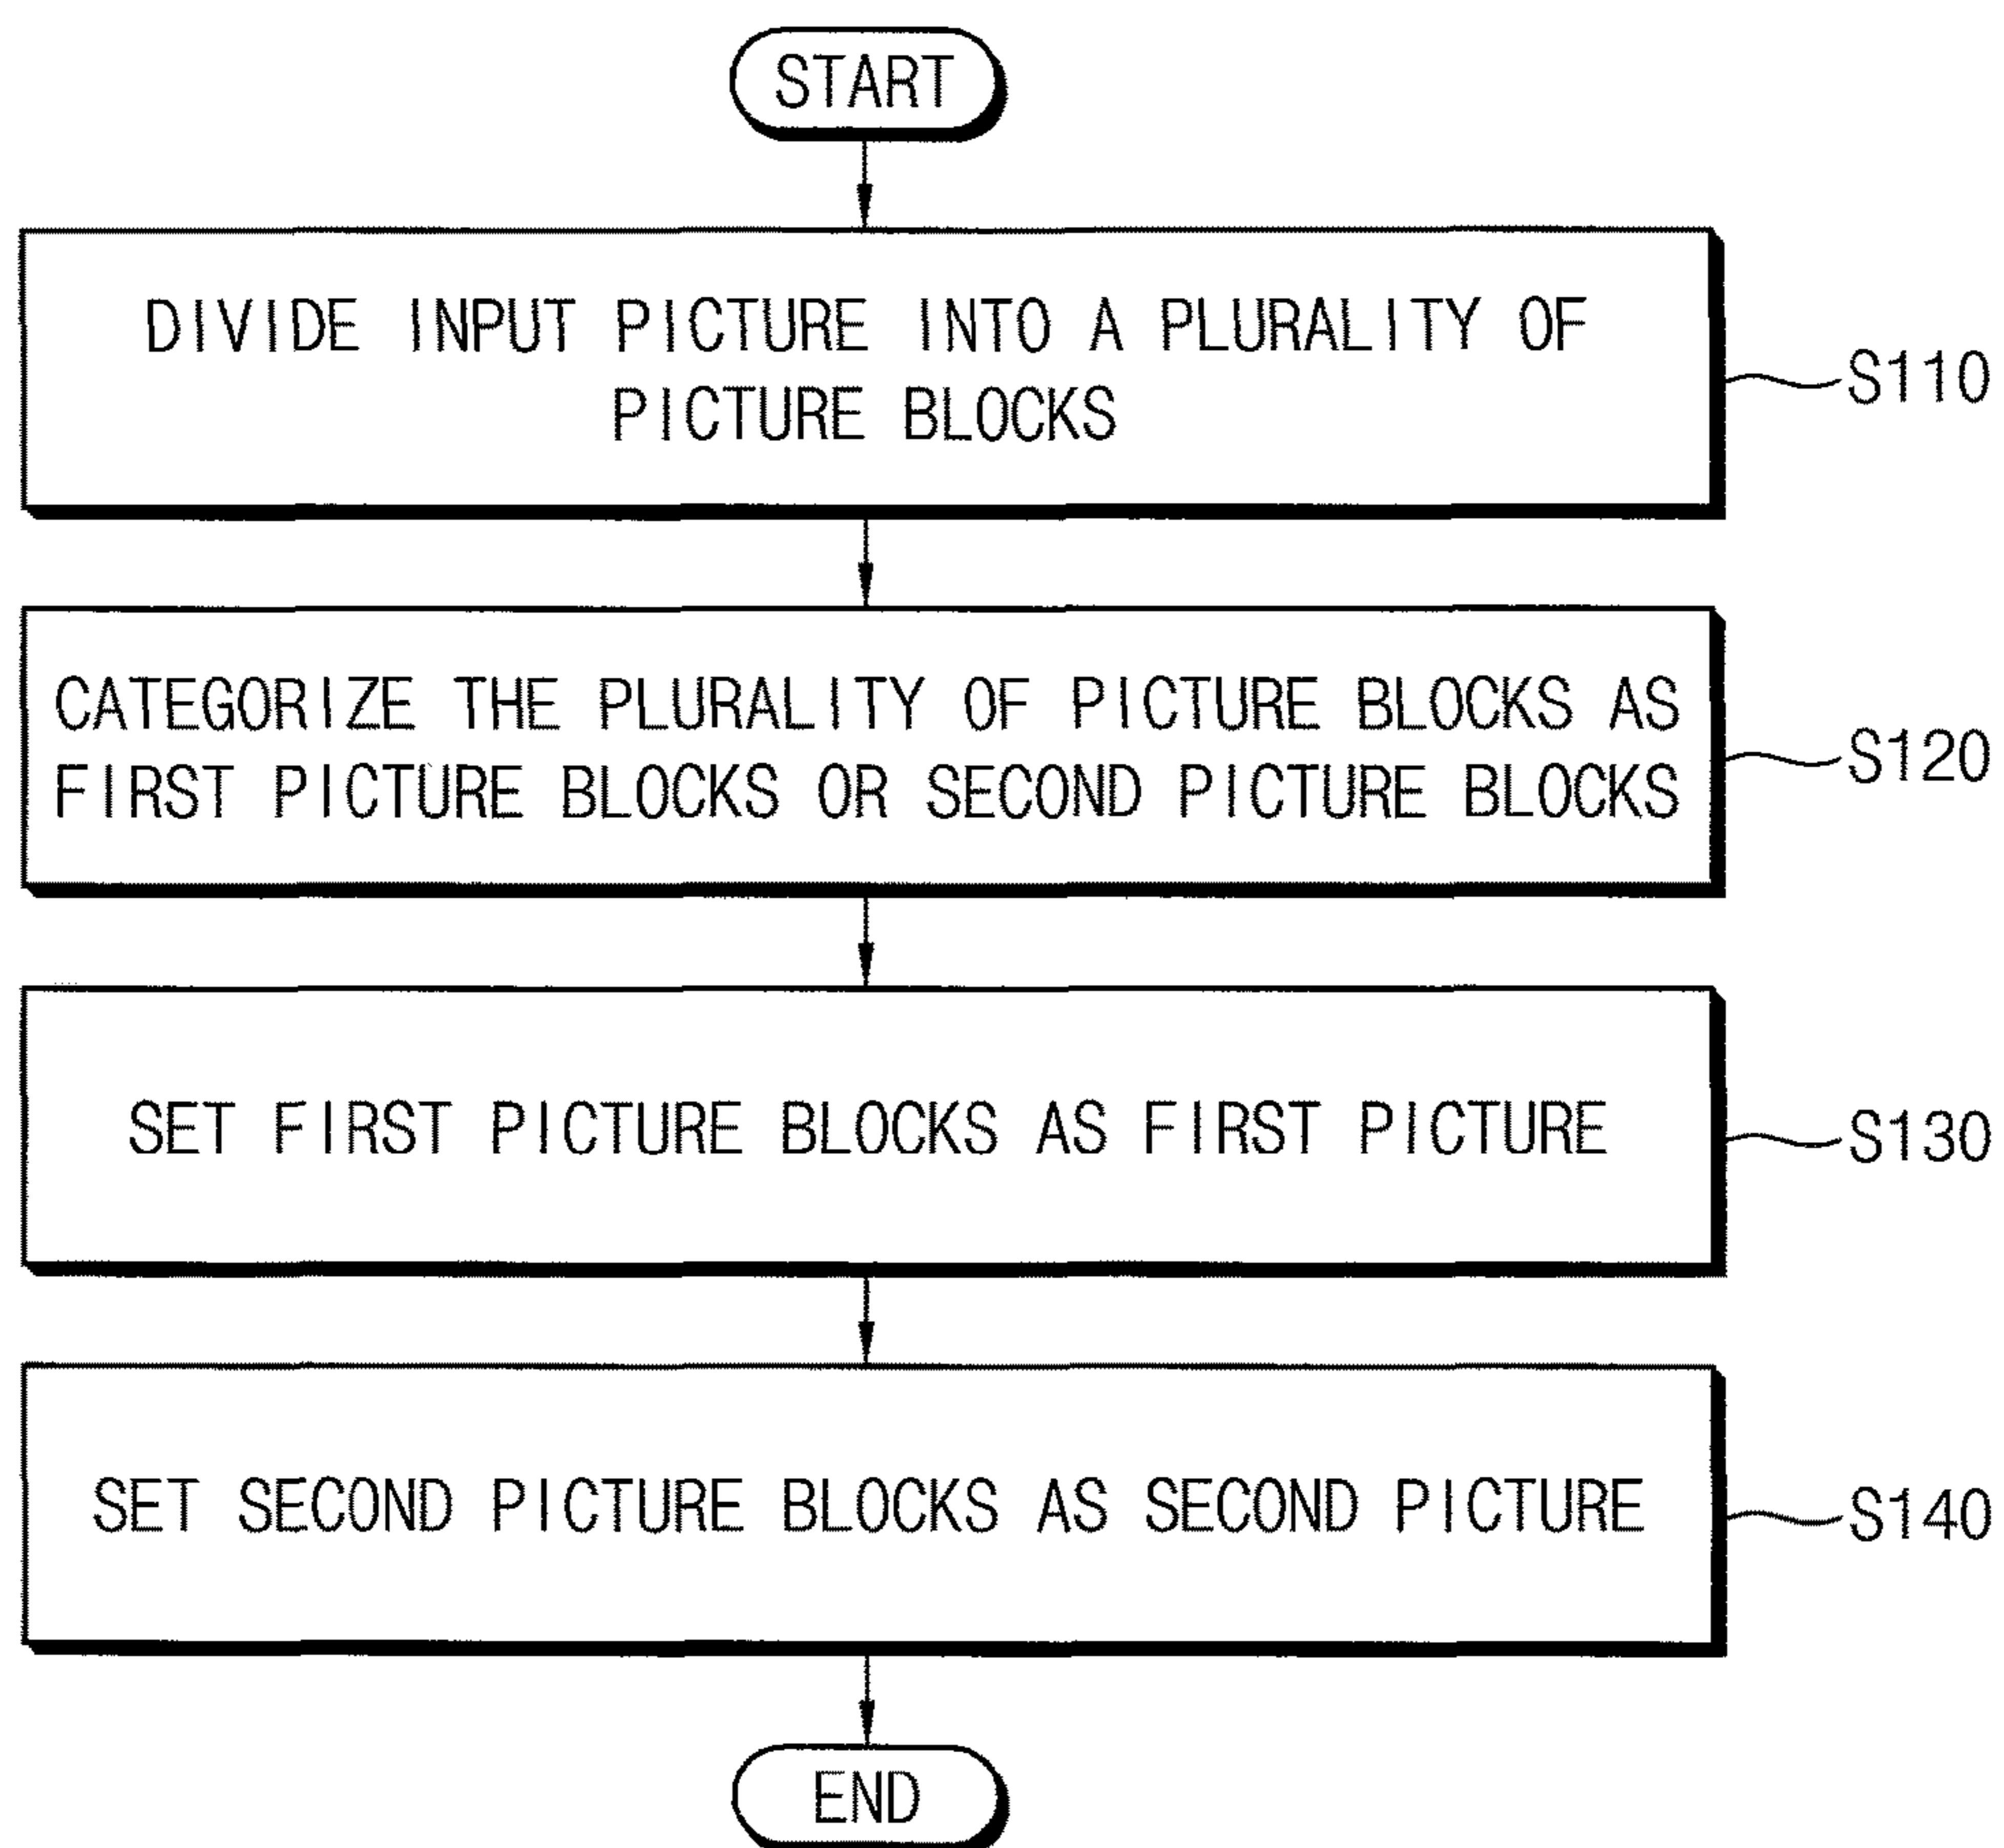 START
DIVIDE INPUT PICTURE INTO A PLURALITY OF
PICTURE BLOCKS
S110
CATEGORIZE THE PLURALITY OF PICTURE BLOCKS AS
FIRST PICTURE BLOCKS OR SECOND PICTURE BLOCKS
S120
SET FIRST PICTURE BLOCKS AS FIRST PICTURE
S130
SET SECOND PICTURE BLOCKS AS SECOND PICTURE
S140
END